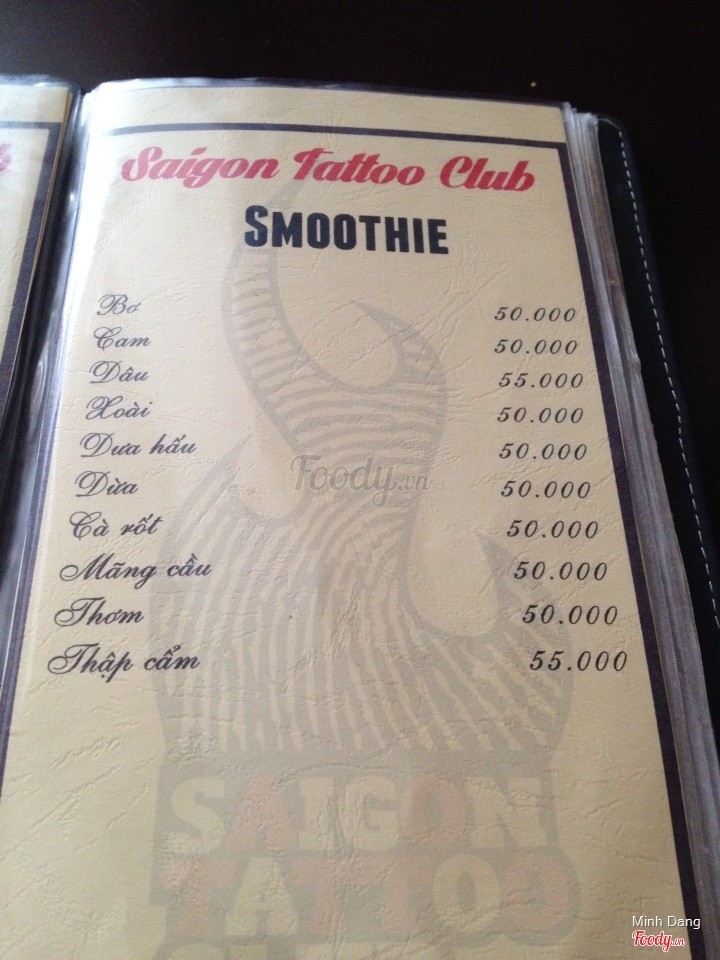 Saigon Tattoo Club
SMOOTHIE
Bơ 50.000
Cam 50.000
Dâu 55.000
Xoài 50.000
Dưa hấu 50.000
Foody.vn
Dừa 50.000
Cà rốt 50.000
Mãng cầu 50.000
Thơm 50.000
Thập cẩm 55.000
SAIGON
TATTOO
Minh Dang
Foody.vn